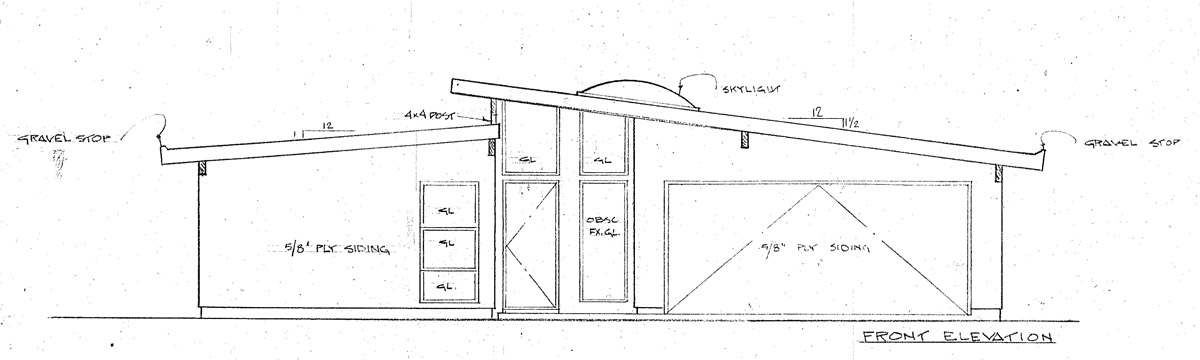 SKYLIGHT
12
1 1/2
4x4 POST
12
1
GRAVEL STOP
GRAVEL STOP
GL
GL
GL
OBSC.
FX.GL.
5/8" PLY SIDING
GL
5/8" PLY SIDING
GL.
FRONT ELEVATION